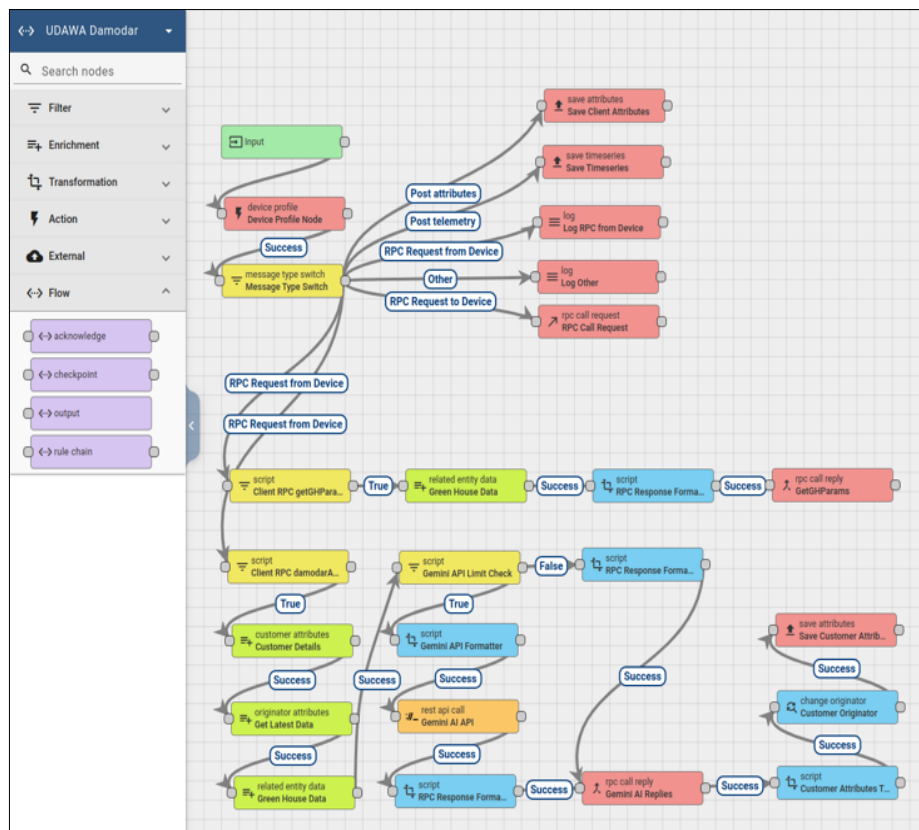 UDAWA Damodar
Search nodes
Filter
Enrichment
Transformation
Action
External
Flow
acknowledge
checkpoint
output
rule chain
Input
device profile
Device Profile Node
Success
message type switch
Message Type Switch
Post attributes
Post telemetry
RPC Request from Device
Other
RPC Request to Device
save attributes
Save Client Attributes
save timeseries
Save Timeseries
log
Log RPC from Device
log
Log Other
rpc call request
RPC Call Request
RPC Request from Device
RPC Request from Device
script
Client RPC getGHPara...
True
related entity data
Green House Data
Success
script
RPC Response Forma...
Success
rpc call reply
GetGHParams
script
Client RPC damodarA...
True
customer attributes
Customer Details
Success
originator attributes
Get Latest Data
Success
related entity data
Green House Data
Success
script
Gemini API Limit Check
False
script
RPC Response Forma...
True
script
Gemini API Formatter
Success
rest api call
Gemini AI API
Success
script
RPC Response Forma...
Success
Success
rpc call reply
Gemini AI Replies
Success
script
Customer Attributes T...
Success
change originator
Customer Originator
Success
save attributes
Save Customer Attrib...